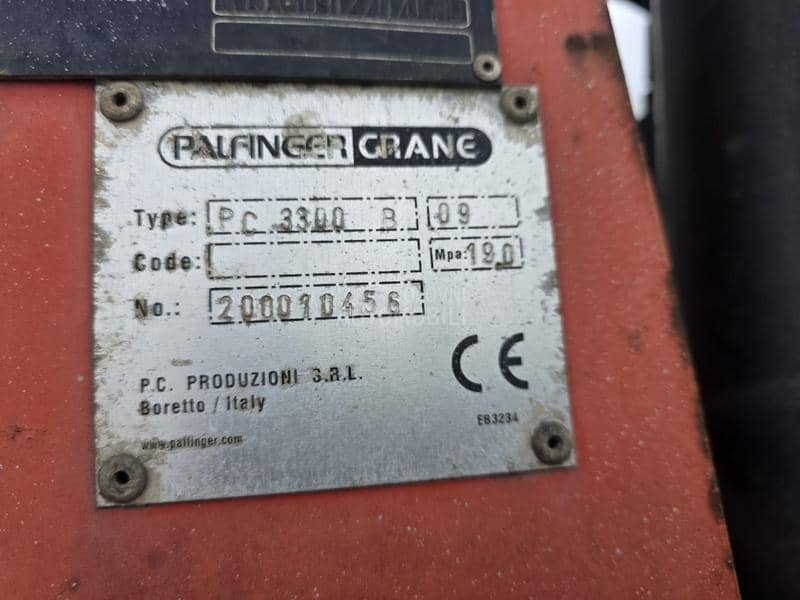 PALFINGER CRANE
Type: PC 3300 B 09
Code: Mpa: 19.0
No.: 200010456
P.C. PRODUZIONI S.R.L.
Boretto / Italy
EB3234
www.palfinger.com
CE